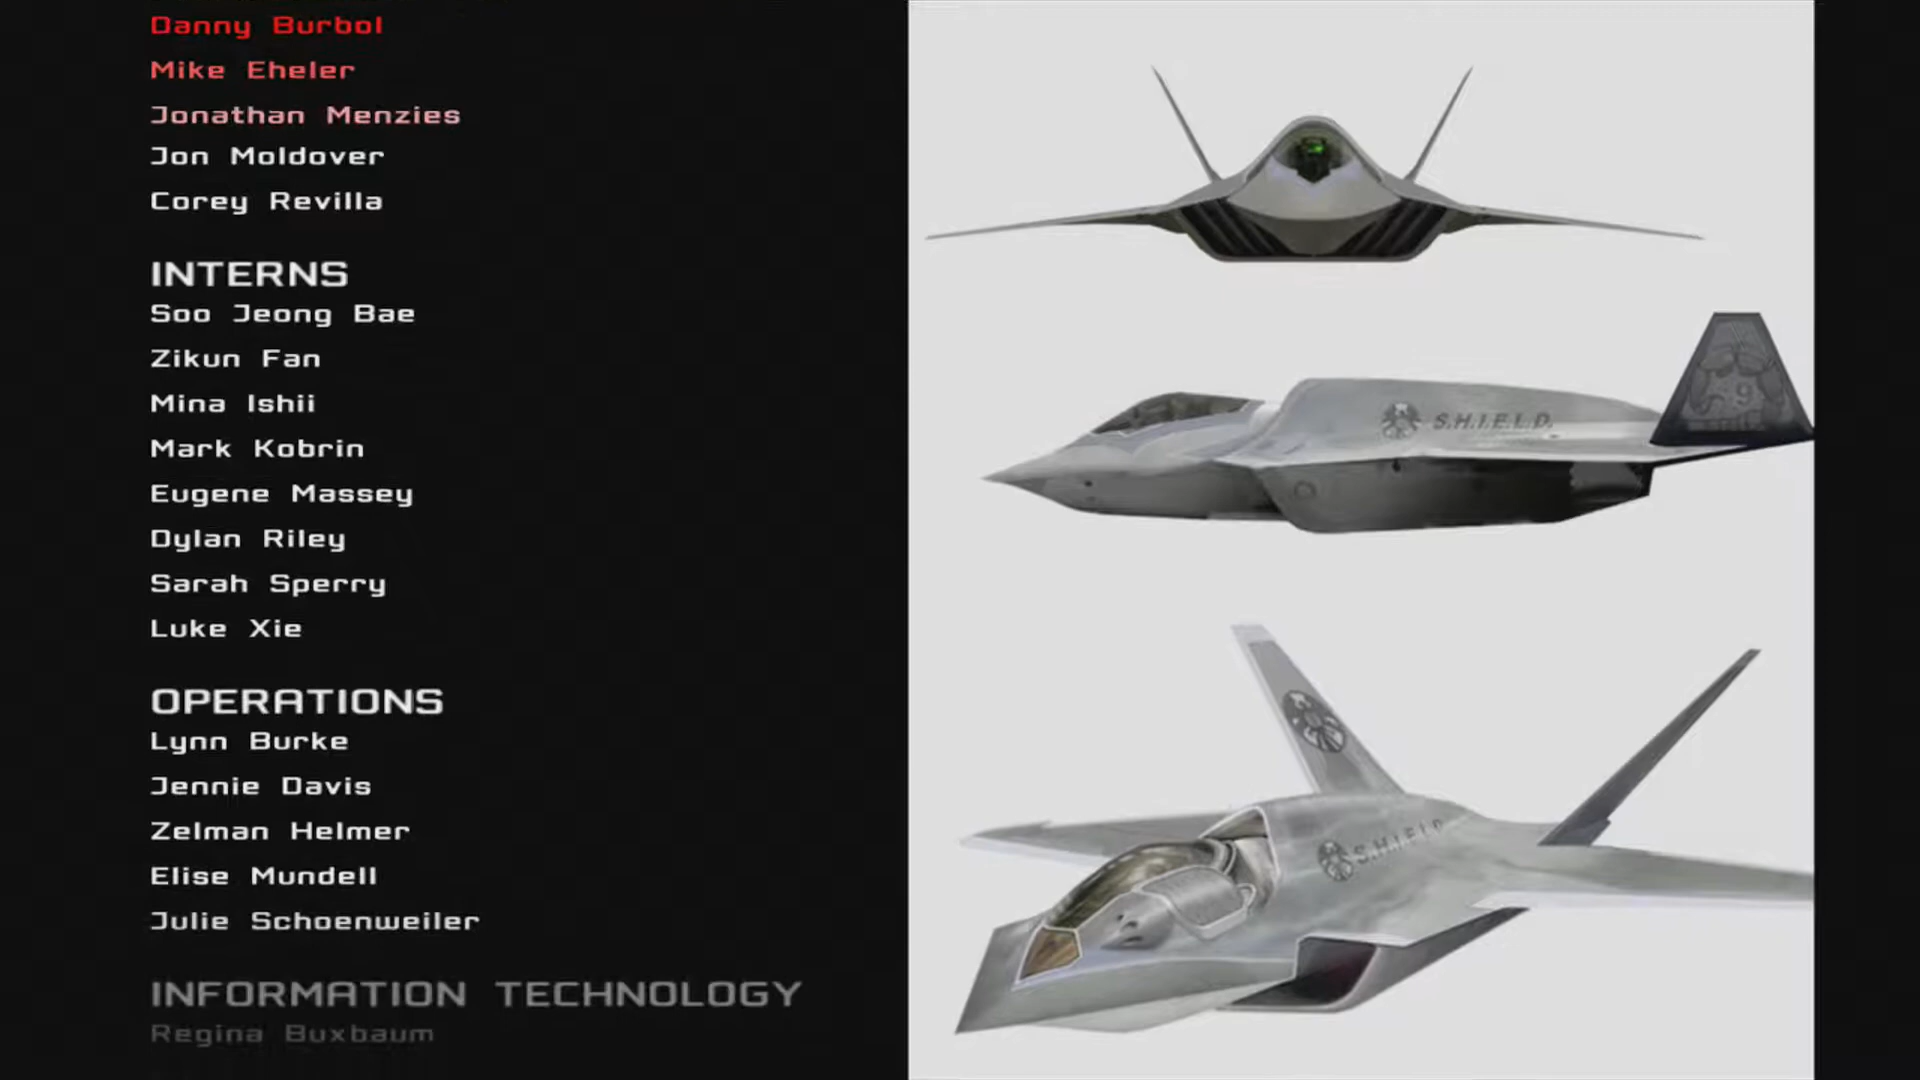 Danny Burbol
Mike Eheler
Jonathan Menzies
Jon Moldover
Corey Revilla
INTERNS
Soo Jeong Bae
Zikun Fan
Mina Ishii
Mark Kobrin
Eugene Massey
Dylan Riley
Sarah Sperry
Luke Xie
OPERATIONS
Lynn Burke
Jennie Davis
Zelman Helmer
Elise Mundell
Julie Schoenweiler
INFORMATION TECHNOLOGY
Regina Buxbaum
S.H.I.E.L.D.
9
S.H.I.E.L.D.